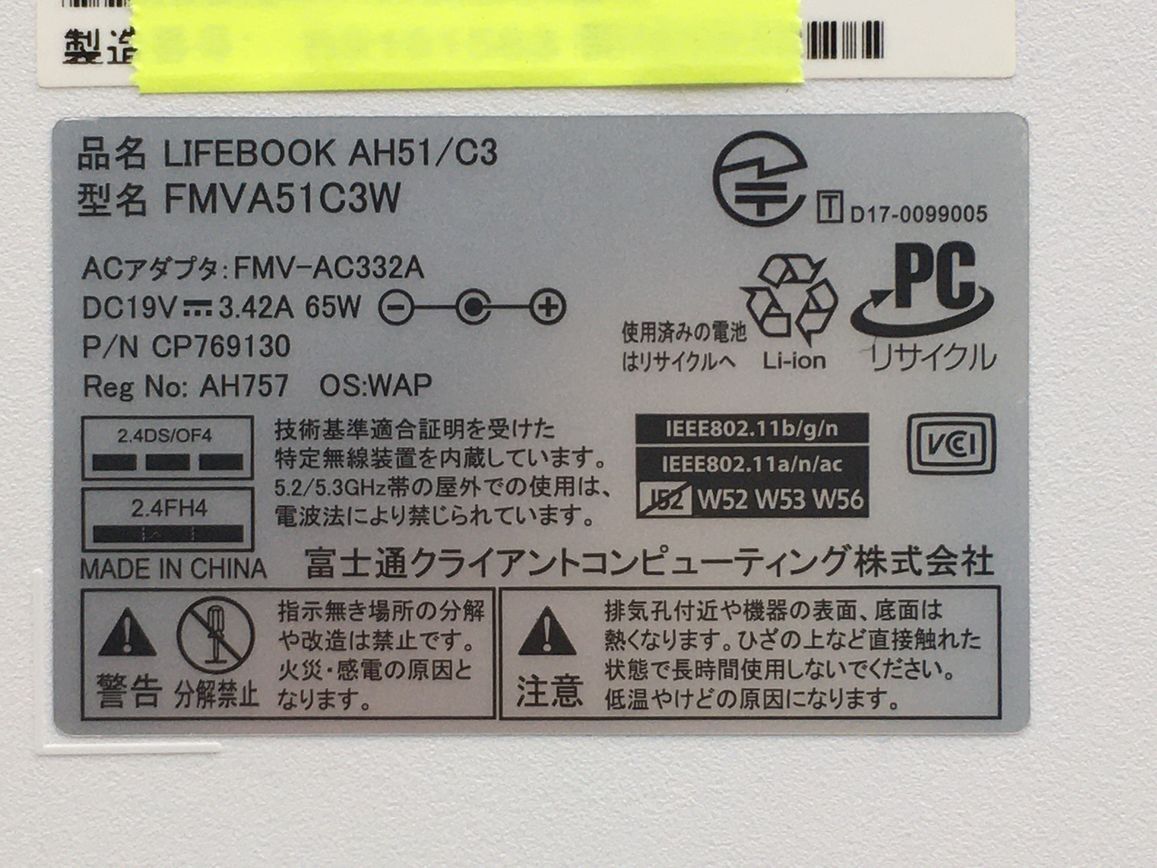 製造
品名 LIFEBOOK AH51/C3
型名 FMVA51C3W
T D17-0099005
ACアダプタ:FMV-AC332A
DC19V 3.42A 65W
P/N CP769130
Reg No: AH757 OS:WAP
使用済みの電池
はリサイクルへ
Li-ion
PC
リサイクル
2.4DS/OF4
2.4FH4
技術基準適合証明を受けた
特定無線装置を内蔵しています。
5.2/5.3GHz帯の屋外での使用は、
電波法により禁じられています。
IEEE802.11b/g/n
IEEE802.11a/n/ac
J52 W52 W53 W56
VCCI
MADE IN CHINA
富士通クライアントコンピューティング株式会社
警告
分解禁止
指示無き場所の分解
や改造は禁止です。
火災・感電の原因と
なります。
注意
排気孔付近や機器の表面、底面は
熱くなります。ひざの上など直接触れた
状態で長時間使用しないでください。
低温やけどの原因になります。